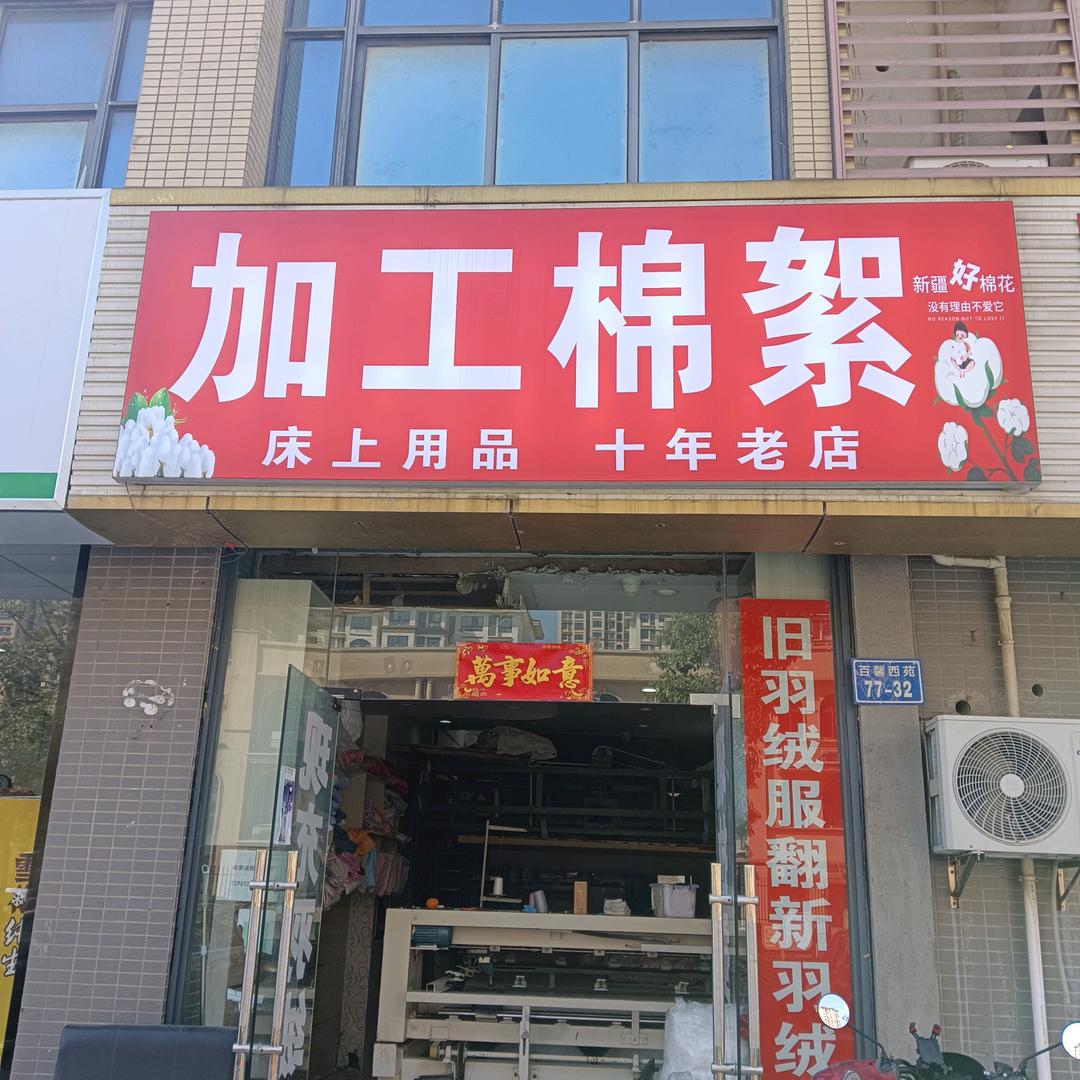 加工棉絮
新疆好棉花
没有理由不爱它
NO REASON NOT TO LOVE IT
床上用品 十年老店
萬事如意
旧羽绒服翻新羽绒
百馨西苑
77-32